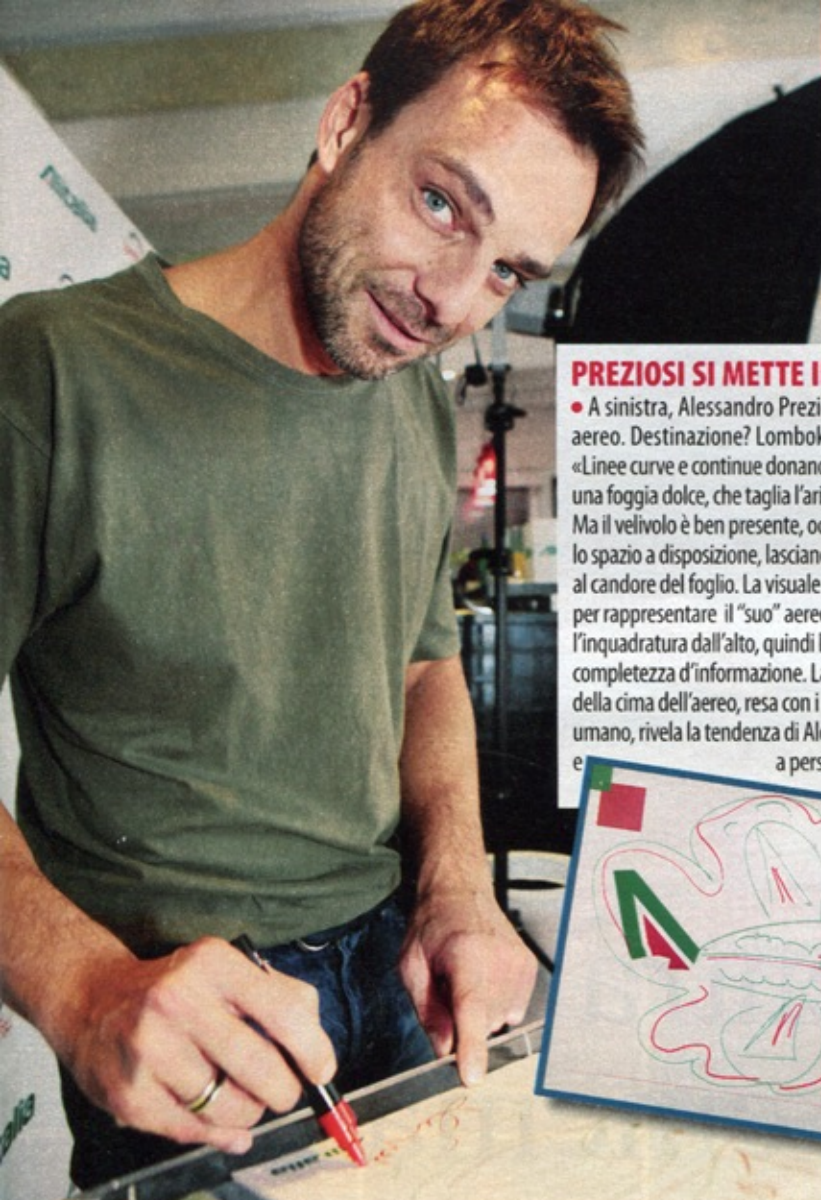 Alitalia
PREZIOSI SI METTE
• A sinistra, Alessandro Prezi
aereo. Destinazione? Lombok
«Linee curve e continue donano
una foggia dolce, che taglia l'ari
Ma il velivolo è ben presente, oc
lo spazio a disposizione, lascian
al candore del foglio. La visuale
per rappresentare il "suo" aere
l'inquadratura dall'alto, quindi
completezza d'informazione. La
della cima dell'aereo, resa con i
umano, rivela la tendenza di Ale
e a pers